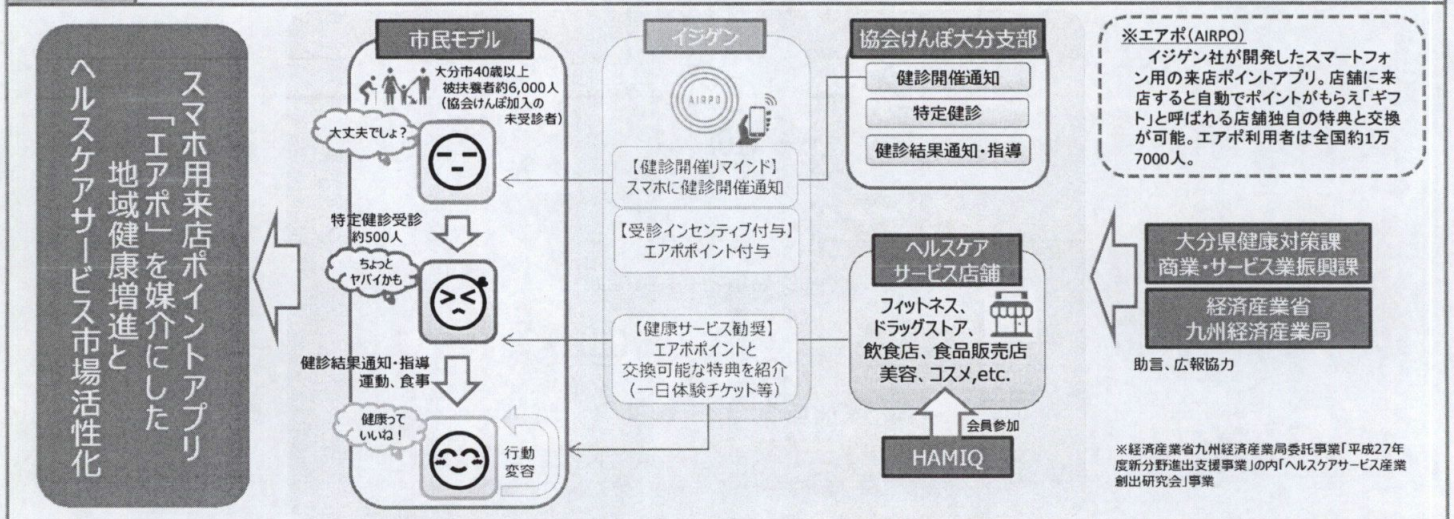 スマホ用来店ポイントアプリ
「エアポ」を媒介にした
地域健康増進と
ヘルスケアサービス市場活性化
市民モデル
大分市40歳以上
被扶養者約6,000人
(協会けんぽ加入の
未受診者)
大丈夫でしょ?
特定健診受診
約500人
ちょっと
ヤバイかも
健診結果通知・指導
運動、食事
健康って
いいね!
行動
変容
イジゲン
AIRPO
【健診開催リマインド】
スマホに健診開催通知
【受診インセンティブ付与】
エアポポイント付与
【健康サービス勧奨】
エアポポイントと
交換可能な特典を紹介
(一日体験チケット等)
協会けんぽ大分支部
健診開催通知
特定健診
健診結果通知・指導
ヘルスケア
サービス店舗
フィットネス、
ドラッグストア、
飲食店、食品販売店
美容、コスメ,etc.
会員参加
HAMIQ
※エアポ(AIRPO)
イジゲン社が開発したスマートフォ
ン用の来店ポイントアプリ。店舗に来
店すると自動でポイントがもらえ「ギフ
ト」と呼ばれる店舗独自の特典と交換
が可能。エアポ利用者は全国約1万
7000人。
大分県健康対策課
商業・サービス業振興課
経済産業省
九州経済産業局
助言、広報協力
※経済産業省九州経済産業局委託事業「平成27年
度新分野進出支援事業」の内「ヘルスケアサービス産業
創出研究会」事業